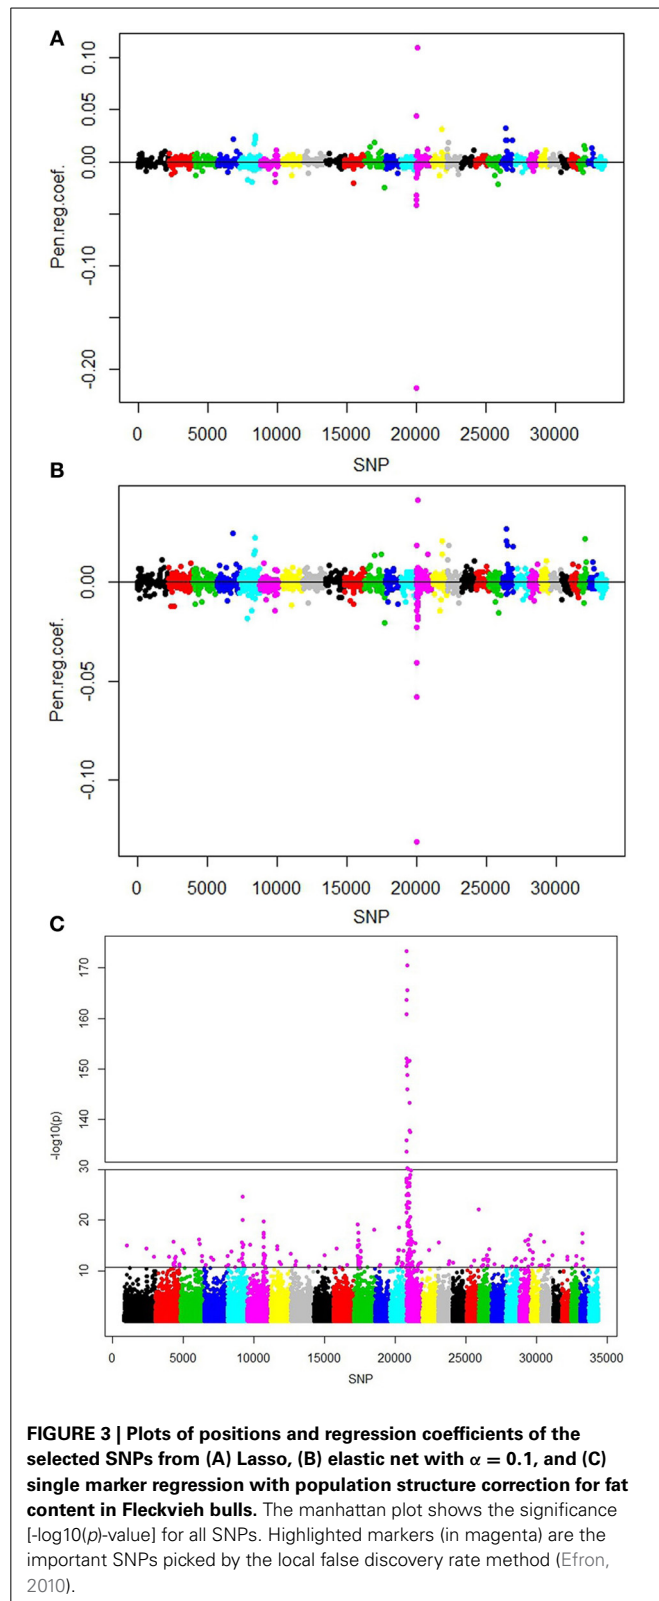 A
0.10
0.05
0.00
-0.10
-0.20
Pen.reg.coef.
0 5000 10000 15000 20000 25000 30000
SNP
B
0.00
-0.05
-0.10
Pen.reg.coef.
0 5000 10000 15000 20000 25000 30000
SNP
C
170
160
150
140
-log10(p)
30
20
10
0 5000 10000 15000 20000 25000 30000 35000
SNP
FIGURE 3 | Plots of positions and regression coefficients of the
selected SNPs from (A) Lasso, (B) elastic net with α = 0.1, and (C)
single marker regression with population structure correction for fat
content in Fleckvieh bulls. The manhattan plot shows the significance
[-log10(p)-value] for all SNPs. Highlighted markers (in magenta) are the
important SNPs picked by the local false discovery rate method (Efron,
2010).